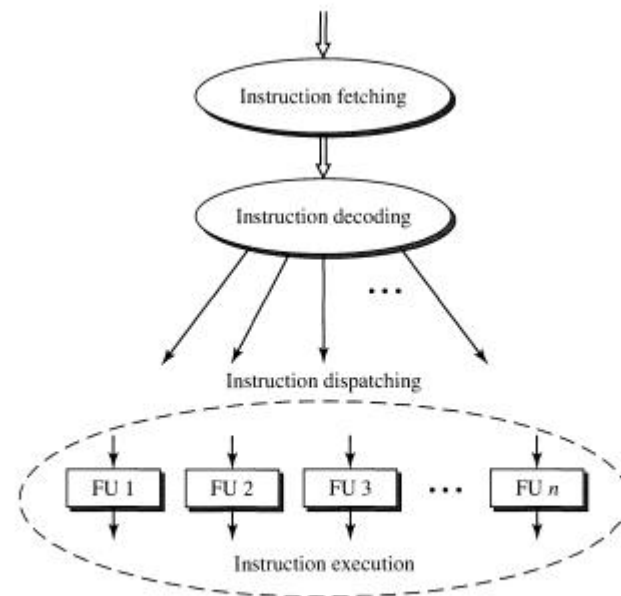 Instruction fetching
Instruction decoding
Instruction dispatching
FU 1 FU 2 FU 3 FU n
Instruction execution